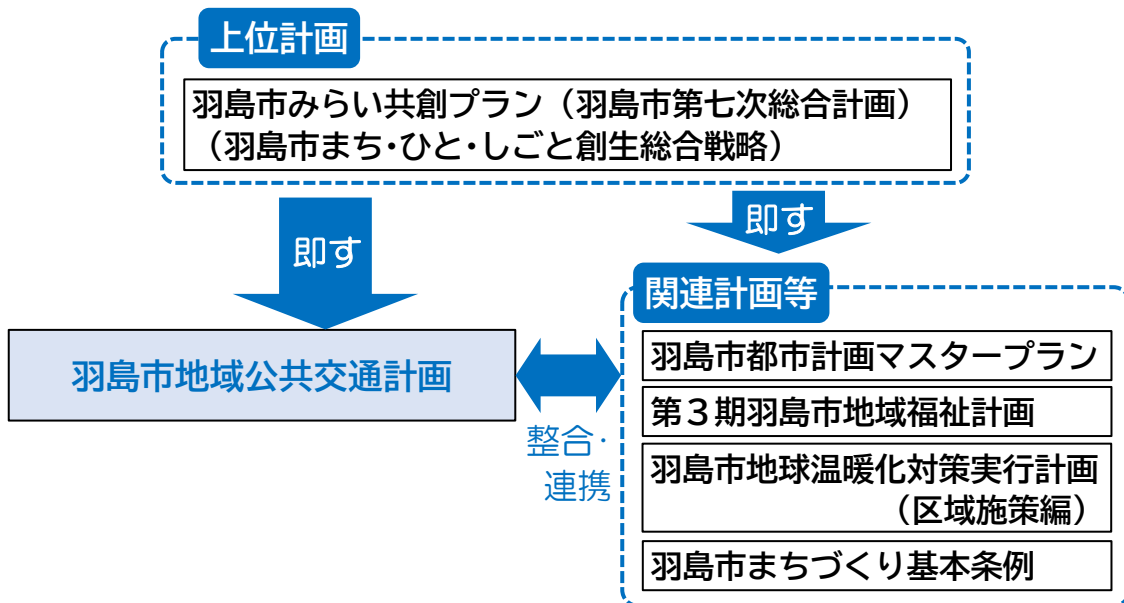 上位計画
羽島市みらい共創プラン（羽島市第七次総合計画）
（羽島市まち・ひと・しごと創生総合戦略）
即す
即す
関連計画等
羽島市地域公共交通計画
整合・
連携
羽島市都市計画マスタープラン
第３期羽島市地域福祉計画
羽島市地球温暖化対策実行計画
（区域施策編）
羽島市まちづくり基本条例